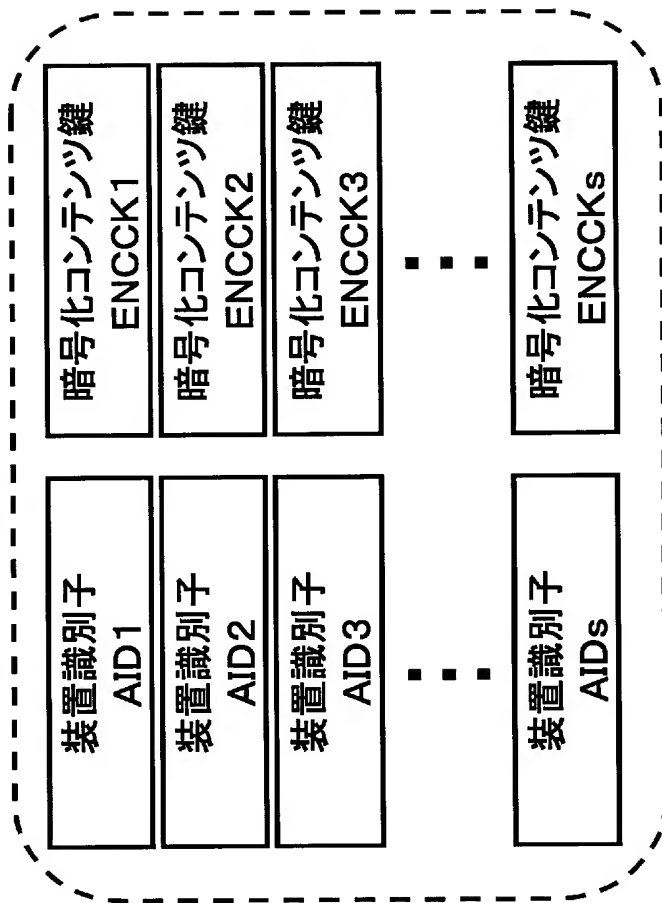 装置識別子
AID1
暗号化コンテンツ鍵
ENCCK1
装置識別子
AID2
暗号化コンテンツ鍵
ENCCK2
装置識別子
AID3
暗号化コンテンツ鍵
ENCCK3
装置識別子
AIDs
暗号化コンテンツ鍵
ENCCKs